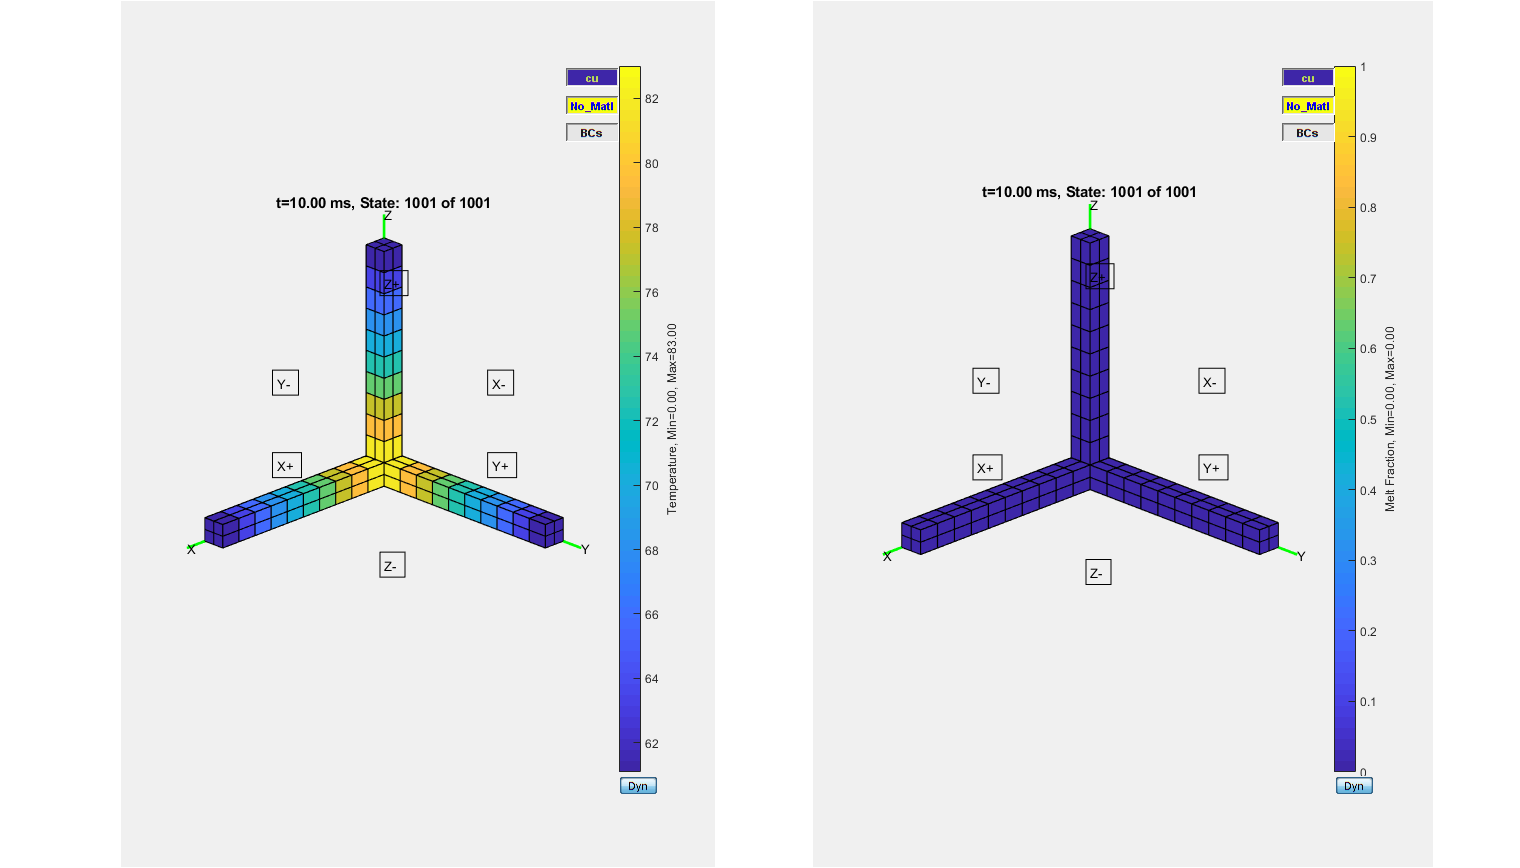 cu
No_Matl
BCs
t=10.00 ms, State: 1001 of 1001
Z
Z+
Y-
X-
X+
Y+
X
Y
Z-
82
80
78
76
74
72
70
68
66
64
62
Temperature, Min=0.00, Max=83.00
Dyn
cu
No_Matl
BCs
t=10.00 ms, State: 1001 of 1001
Z
Z+
Y-
X-
X+
Y+
X
Y
Z-
1
0.9
0.8
0.7
0.6
0.5
0.4
0.3
0.2
0.1
0
Melt Fraction, Min=0.00, Max=0.00
Dyn